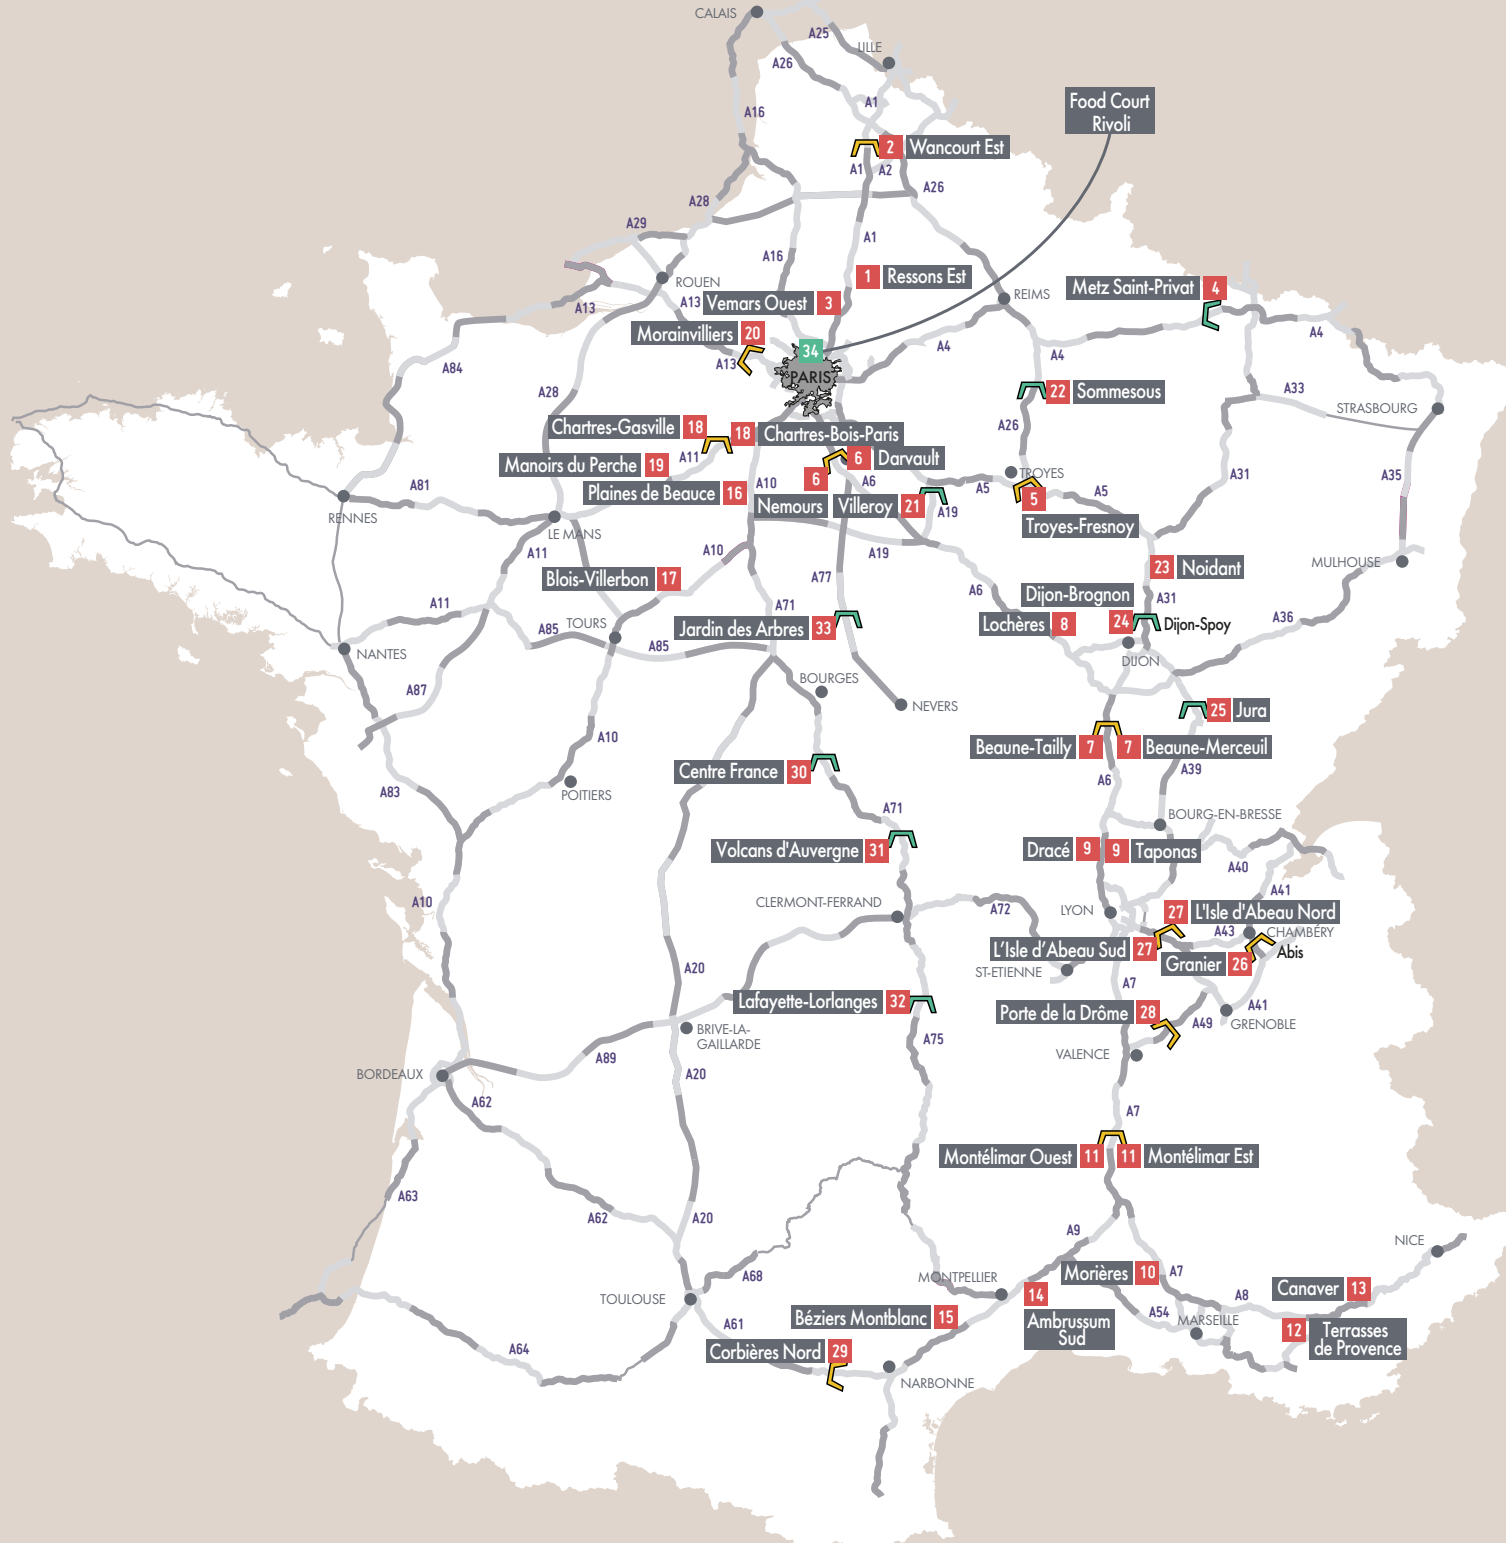 CALAIS
A25
LILLE
A26
A1
A16
Food Court
Rivoli
2 Wancourt Est
A1
A2
A26
A28
A29
A1
A16
ROUEN
1 Ressons Est
Metz Saint-Privat 4
REIMS
A13
A13
Vemars Ouest 3
Morainvilliers 20
A4
A4
A4
34
PARIS
A13
A84
A28
22 Sommesous
A33
STRASBOURG
A26
Chartres-Gasville 18
18 Chartres-Bois-Paris
A11
6 Darvault
Manoirs du Perche 19
A31
A35
TROYES
A81
Plaines de Beauce 16
A10
6
A6
A5
5
A5
Nemours
Villeroy 21
A19
RENNES
LE MANS
Troyes-Fresnoy
A11
A10
A19
MULHOUSE
23 Noidant
Blois-Villerbon 17
A77
A6
Dijon-Brognon
A31
A11
A71
A36
TOURS
A85
A85
Jardin des Arbres 33
Lochères 8
24
Dijon-Spoy
NANTES
DIJON
A87
BOURGES
NEVERS
25 Jura
A10
Beaune-Tailly 7
7 Beaune-Merceuil
Centre France 30
A39
A6
A83
POITIERS
A71
BOURG-EN-BRESSE
Volcans d'Auvergne 31
Dracé 9
9 Taponas
A40
A41
A10
CLERMONT-FERRAND
A72
LYON
27 L'Isle d'Abeau Nord
A43
CHAMBÉRY
L'Isle d'Abeau Sud 27
Abis
A20
ST-ETIENNE
Granier 26
A7
Lafayette-Lorlanges 32
A41
Porte de la Drôme 28
A49
GRENOBLE
BRIVE-LA-
GAILLARDE
A75
A89
VALENCE
BORDEAUX
A20
A62
A7
Montélimar Ouest 11
11 Montélimar Est
A63
A62
A20
A9
NICE
A68
MONTPELLIER
Morières 10
A7
Canaver 13
TOULOUSE
14
A8
A54
MARSEILLE
A61
Béziers Montblanc 15
Ambrussum
Sud
12 Terrasses
de Provence
A64
Corbières Nord 29
NARBONNE